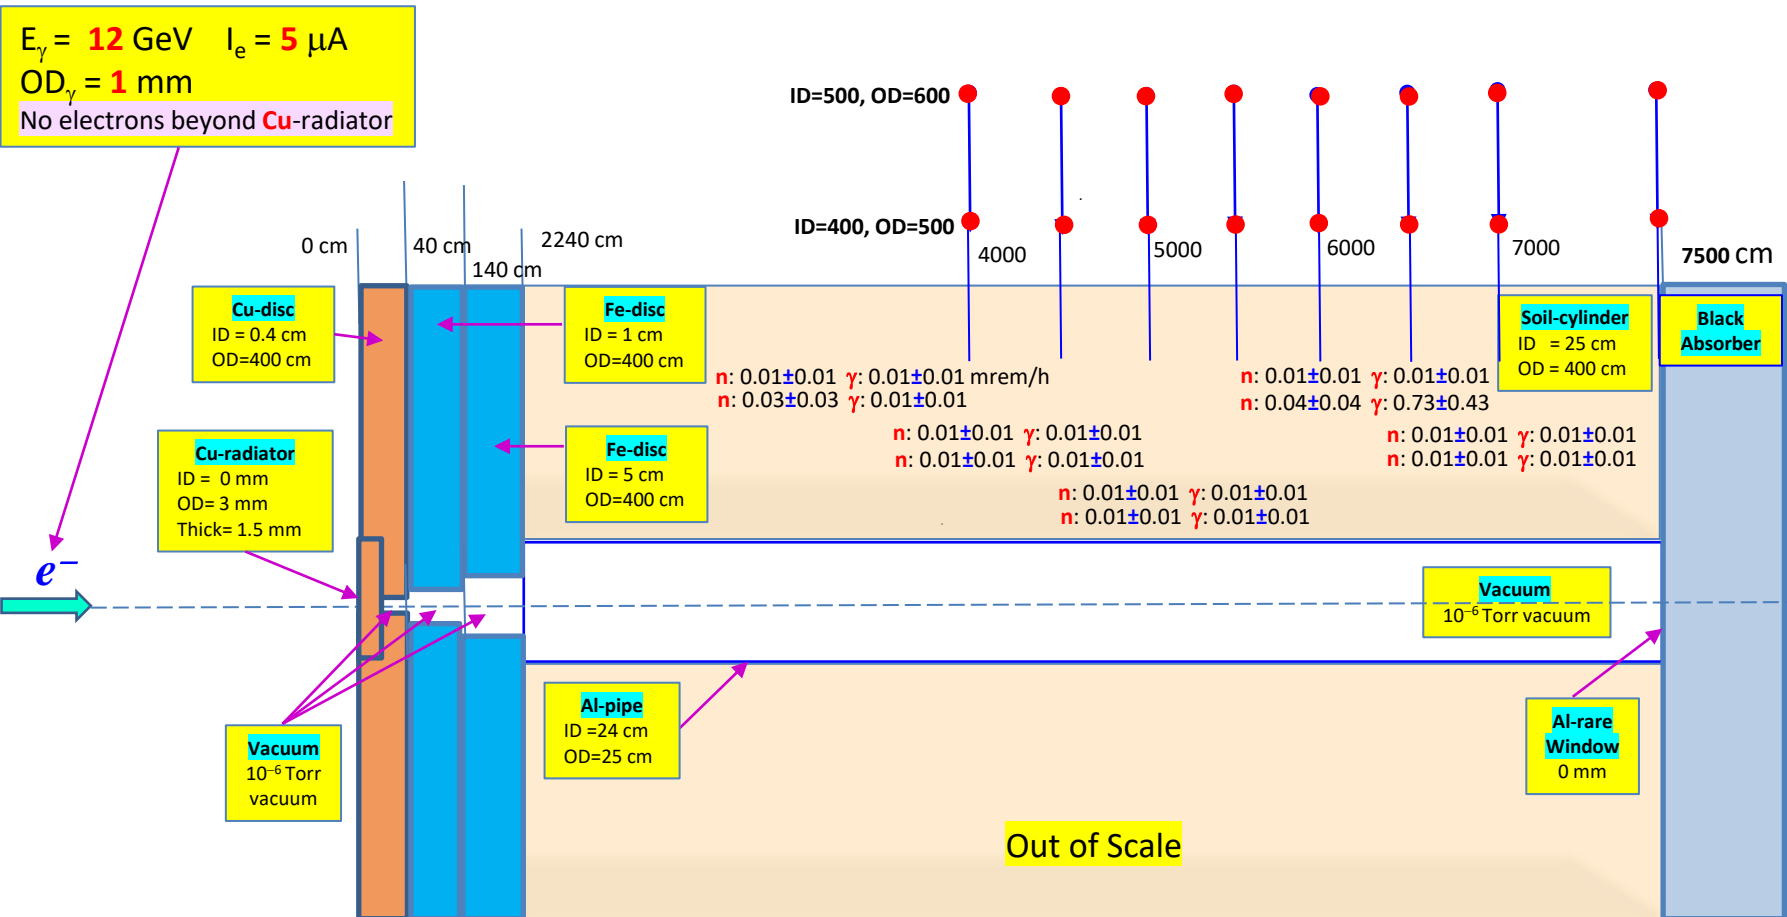 Eγ = 12 GeV Ie = 5 μA
ODγ = 1 mm
No electrons beyond Cu-radiator
ID=500, OD=600
ID=400, OD=500
0 cm
40 cm
140 cm
2240 cm
4000
5000
6000
7000
7500 cm
Cu-disc
ID = 0.4 cm
OD=400 cm
Fe-disc
ID = 1 cm
OD=400 cm
Soil-cylinder
ID = 25 cm
OD = 400 cm
Black
Absorber
n: 0.01±0.01 γ: 0.01±0.01 mrem/h
n: 0.03±0.03 γ: 0.01±0.01
n: 0.01±0.01 γ: 0.01±0.01
n: 0.04±0.04 γ: 0.73±0.43
n: 0.01±0.01 γ: 0.01±0.01
n: 0.01±0.01 γ: 0.01±0.01
n: 0.01±0.01 γ: 0.01±0.01
n: 0.01±0.01 γ: 0.01±0.01
n: 0.01±0.01 γ: 0.01±0.01
n: 0.01±0.01 γ: 0.01±0.01
Cu-radiator
ID = 0 mm
OD= 3 mm
Thick= 1.5 mm
Fe-disc
ID = 5 cm
OD=400 cm
e−
Vacuum
10−6 Torr vacuum
Al-pipe
ID =24 cm
OD=25 cm
Vacuum
10−6 Torr
vacuum
Al-rare
Window
0 mm
Out of Scale